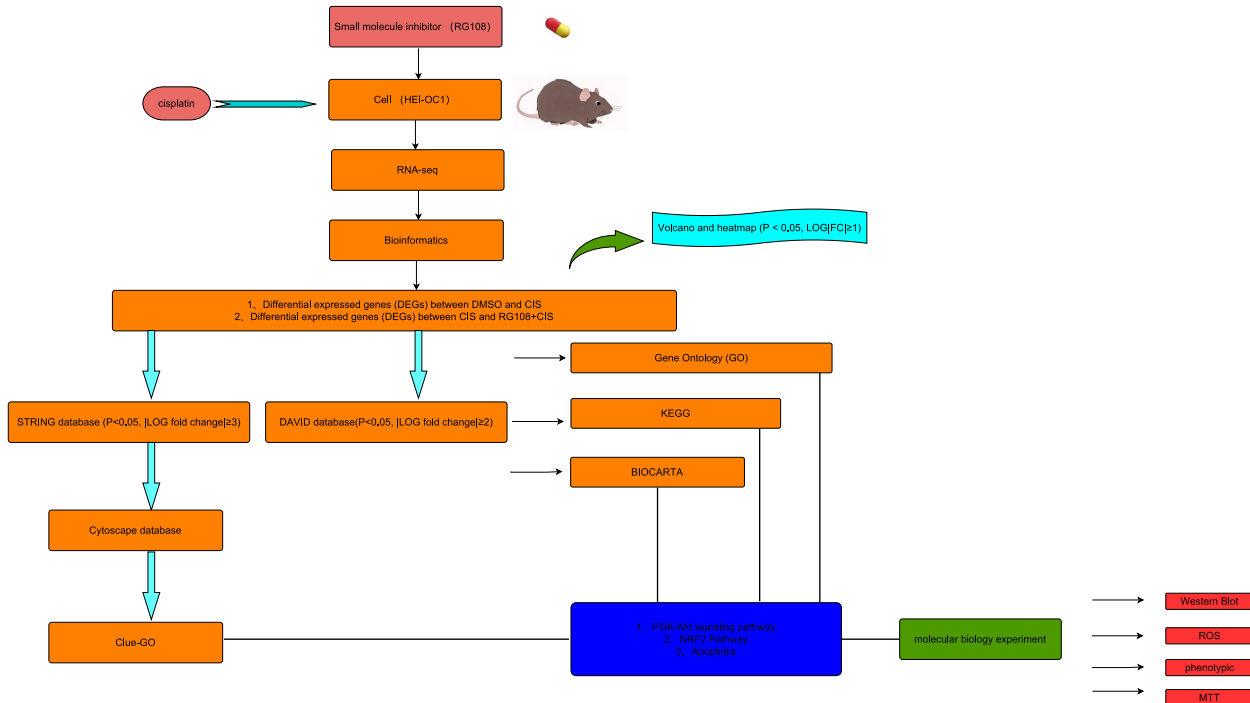 Small molecule inhibitor （RG108）
cisplatin
Cell （HEI-OC1）
RNA-seq
Bioinformatics
Volcano and heatmap (P < 0.05, LOG|FC|≥1)
1、Differential expressed genes (DEGs) between DMSO and CIS
2、Differential expressed genes (DEGs) between CIS and RG108+CIS
Gene Ontology (GO)
STRING database (P<0.05, |LOG fold change|≥3)
DAVID database(P<0.05, |LOG fold change|≥2)
KEGG
BIOCARTA
Cytoscape database
Clue-GO
1、PI3K-Akt signaling pathway
2、NRF2 Pathway
3、Apoptosis
molecular biology experiment
Western Blot
ROS
phenotypic
MTT